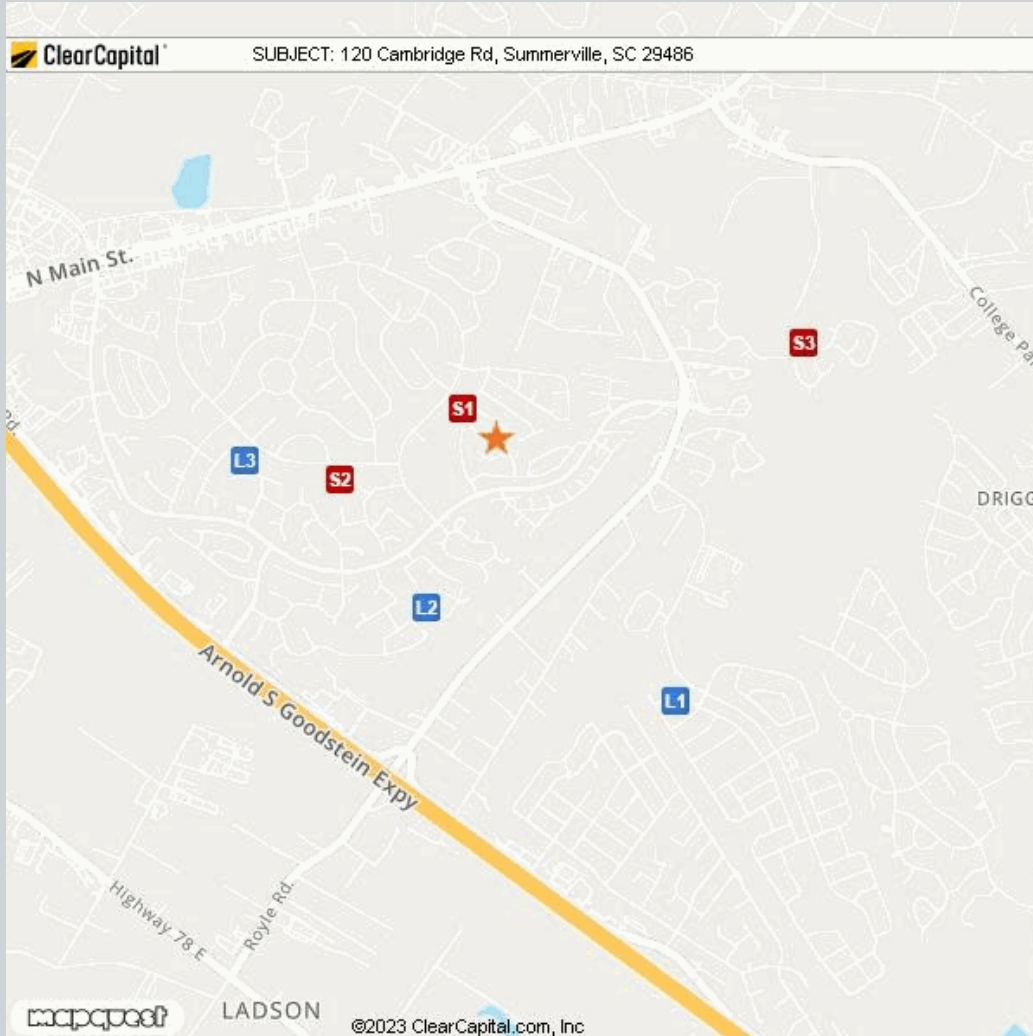 ClearCapital
SUBJECT: 120 Cambridge Rd, Summerville, SC 29486
N Main St.
College Pa
S3
S1
Rd.
L3
S2
DRIGG
L2
Arnold S Goodstein Expy
L1
Highway 78 E
Royle Rd.
LADSON
mapquest
©2023 ClearCapital.com, Inc